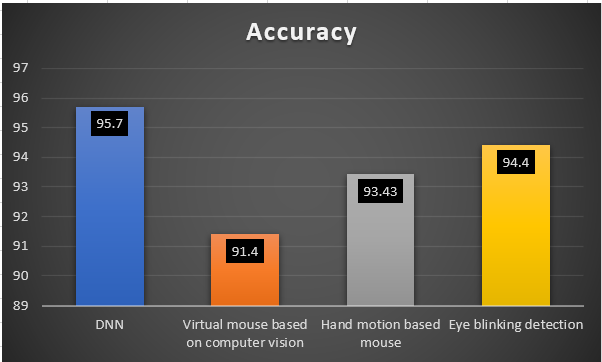 Accuracy
97
96
95
94
93
92
91
90
89
95.7
91.4
93.43
94.4
DNN
Virtual mouse based
on computer vision
Hand motion based
mouse
Eye blinking detection